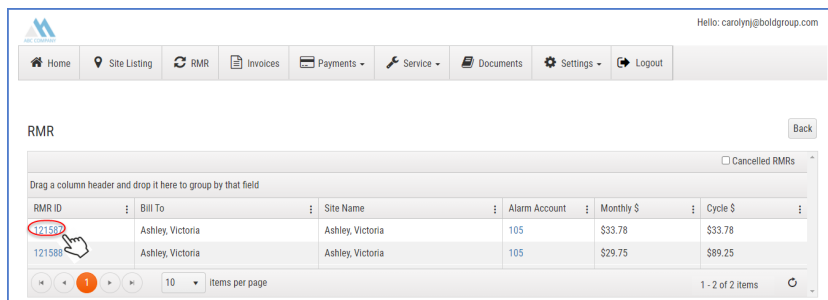 Hello: carolynj@boldgroup.com
ABC COMPANY
Home Site Listing RMR Invoices Payments Service Documents Settings Logout
RMR Back
Cancelled RMRs
Drag a column header and drop it here to group by that field
RMR ID Bill To Site Name Alarm Account Monthly $ Cycle $
121587 Ashley, Victoria Ashley, Victoria 105 $33.78 $33.78
121588 Ashley, Victoria Ashley, Victoria 105 $29.75 $89.25
1 10 items per page 1 - 2 of 2 items